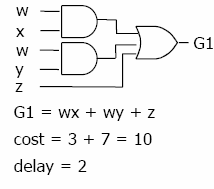 w
x
w
y
z
G1
G1 = wx + wy + z
cost = 3 + 7 = 10
delay = 2